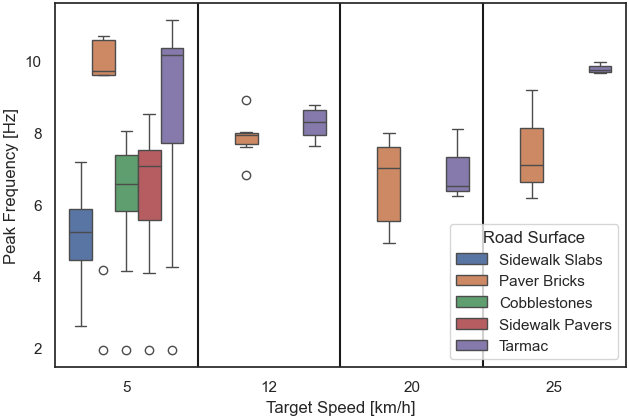 10
8
6
4
2
Peak Frequency [Hz]
5
12
20
25
Target Speed [km/h]
Road Surface
Sidewalk Slabs
Paver Bricks
Cobblestones
Sidewalk Pavers
Tarmac